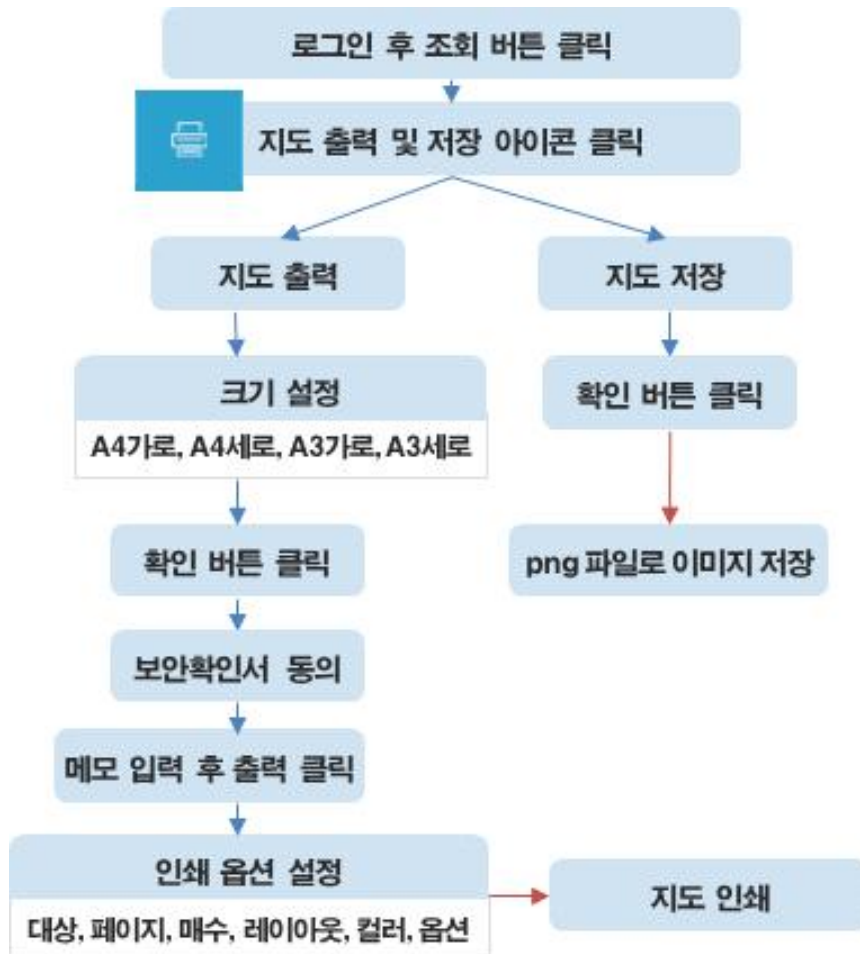 로그인 후 조회 버튼 클릭
지도 출력 및 저장 아이콘 클릭
지도 출력
지도 저장
크기 설정
A4가로, A4세로, A3가로, A3세로
확인 버튼 클릭
확인 버튼 클릭
png 파일로 이미지 저장
보안확인서 동의
메모 입력 후 출력 클릭
인쇄 옵션 설정
대상, 페이지, 매수, 레이아웃, 컬러, 옵션
지도 인쇄